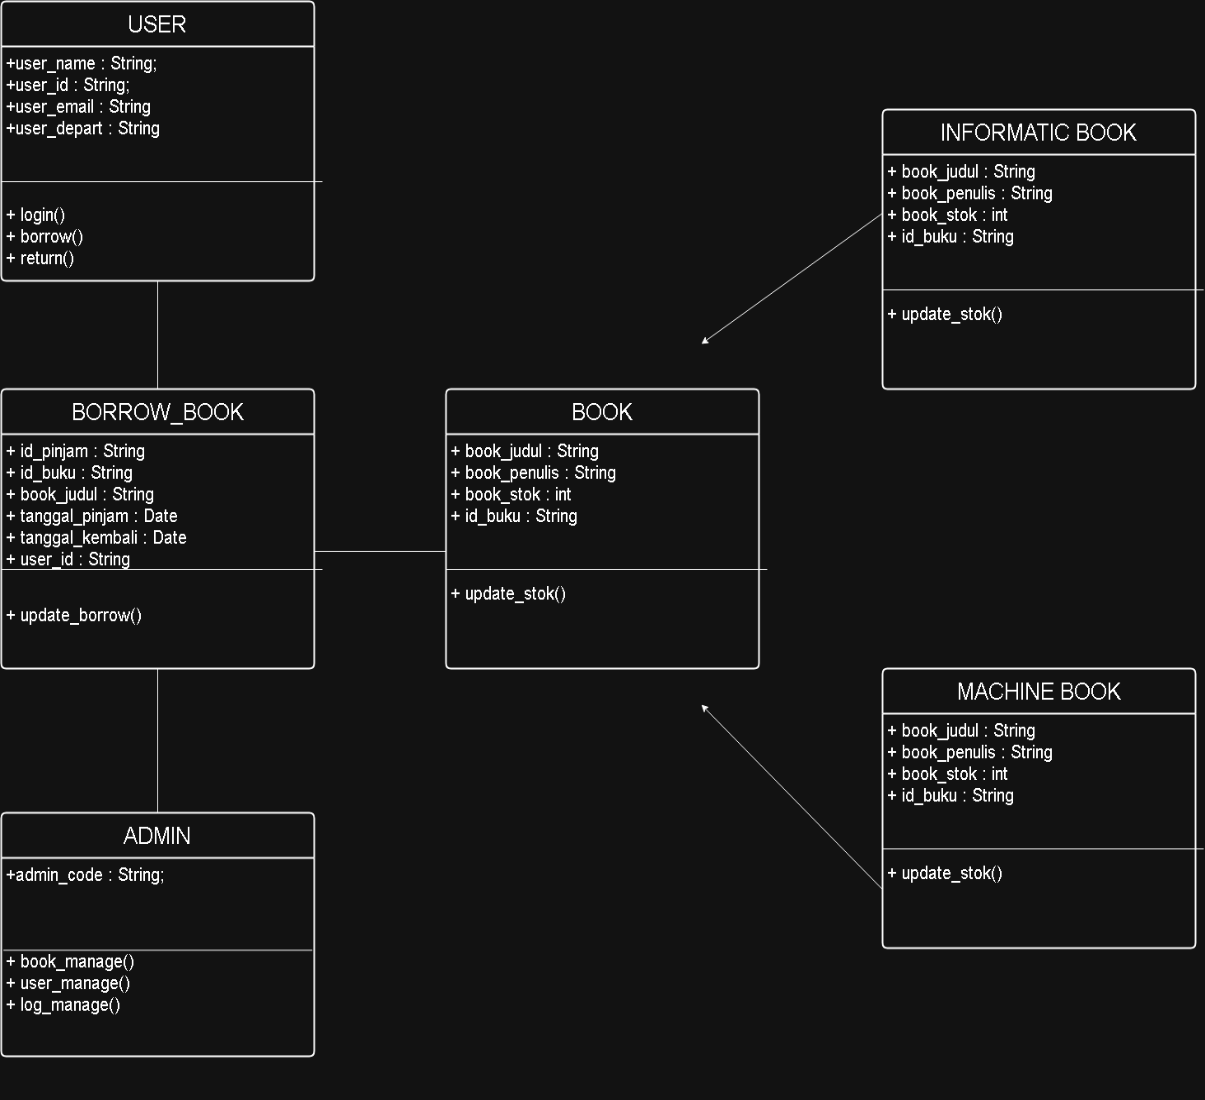 USER
+user_name : String;
+user_id : String;
+user_email : String
+user_depart : String
+ login()
+ borrow()
+ return()
BORROW_BOOK
+ id_pinjam : String
+ id_buku : String
+ book_judul : String
+ tanggal_pinjam : Date
+ tanggal_kembali : Date
+ user_id : String
+ update_borrow()
ADMIN
+admin_code : String;
+ book_manage()
+ user_manage()
+ log_manage()
BOOK
+ book_judul : String
+ book_penulis : String
+ book_stok : int
+ id_buku : String
+ update_stok()
INFORMATIC BOOK
+ book_judul : String
+ book_penulis : String
+ book_stok : int
+ id_buku : String
+ update_stok()
MACHINE BOOK
+ book_judul : String
+ book_penulis : String
+ book_stok : int
+ id_buku : String
+ update_stok()